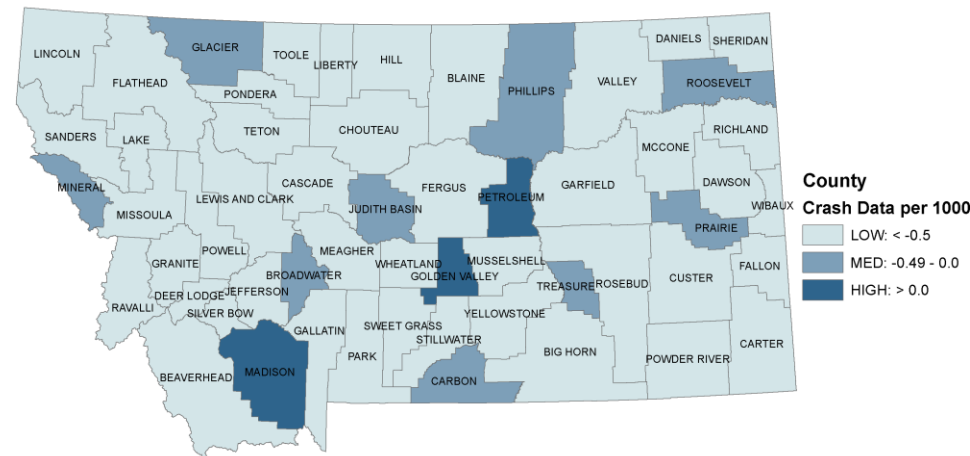 DANIELS
SHERIDAN
LINCOLN
GLACIER
TOOLE
LIBERTY
HILL
BLAINE
PHILLIPS
VALLEY
ROOSEVELT
FLATHEAD
PONDERA
TETON
CHOUTEAU
RICHLAND
SANDERS
LAKE
MCCONE
CASCADE
FERGUS
PETROLEUM
GARFIELD
DAWSON
MINERAL
LEWIS AND CLARK
JUDITH BASIN
WIBAUX
MISSOULA
PRAIRIE
POWELL
MEAGHER
WHEATLAND
MUSSELSHELL
GRANITE
BROADWATER
GOLDEN VALLEY
TREASURE
ROSEBUD
CUSTER
FALLON
DEER LODGE
JEFFERSON
RAVALLI
SILVER BOW
GALLATIN
SWEET GRASS
YELLOWSTONE
STILLWATER
PARK
BIG HORN
POWDER RIVER
CARTER
BEAVERHEAD
MADISON
CARBON
County
Crash Data per 1000
LOW: < -0.5
MED: -0.49 - 0.0
HIGH: > 0.0